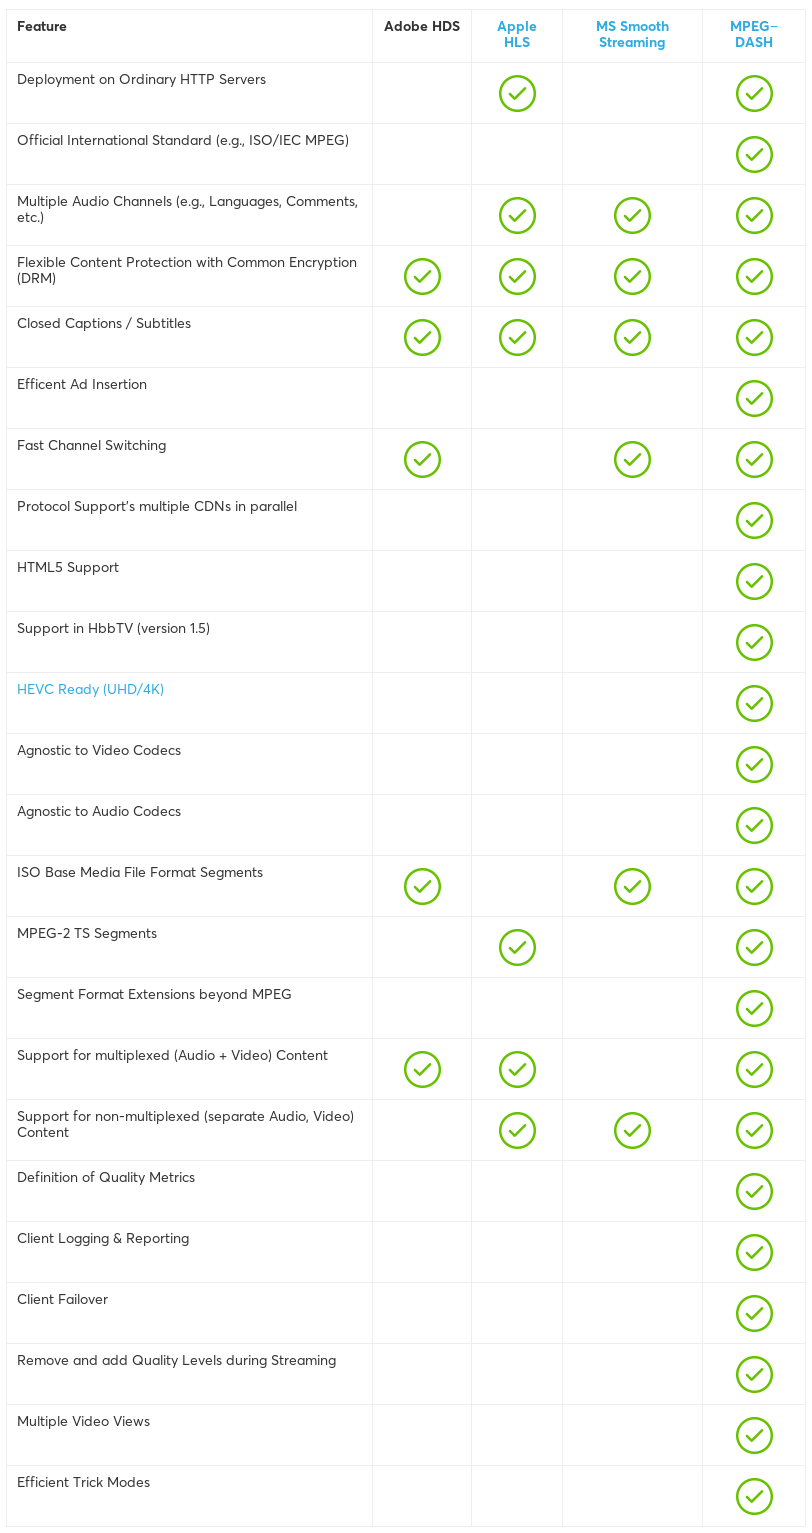 Feature
Adobe HDS
Apple
HLS
MS Smooth
Streaming
MPEG–
DASH
Deployment on Ordinary HTTP Servers
Official International Standard (e.g., ISO/IEC MPEG)
Multiple Audio Channels (e.g., Languages, Comments,
etc.)
Flexible Content Protection with Common Encryption
(DRM)
Closed Captions / Subtitles
Efficent Ad Insertion
Fast Channel Switching
Protocol Support's multiple CDNs in parallel
HTML5 Support
Support in HbbTV (version 1.5)
HEVC Ready (UHD/4K)
Agnostic to Video Codecs
Agnostic to Audio Codecs
ISO Base Media File Format Segments
MPEG-2 TS Segments
Segment Format Extensions beyond MPEG
Support for multiplexed (Audio + Video) Content
Support for non-multiplexed (separate Audio, Video)
Content
Definition of Quality Metrics
Client Logging & Reporting
Client Failover
Remove and add Quality Levels during Streaming
Multiple Video Views
Efficient Trick Modes